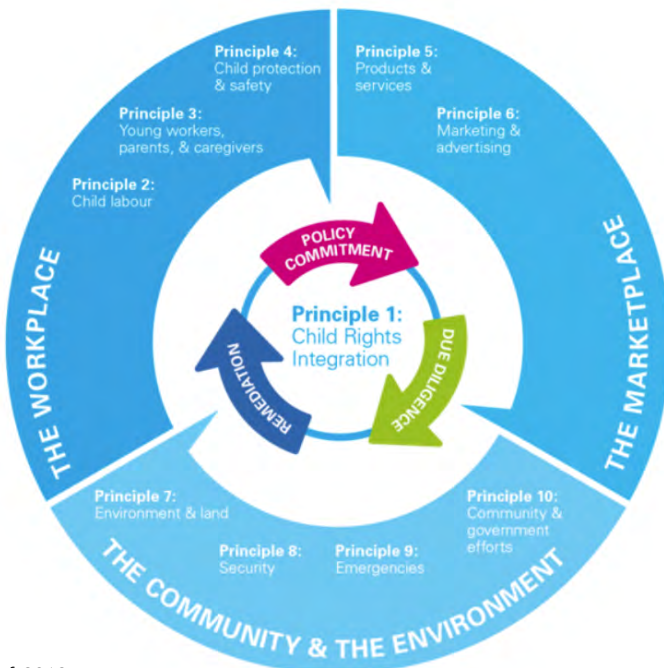 Principle 4:
Child protection
& safety
Principle 3:
Young workers,
parents, & caregivers
Principle 2:
Child labour
THE WORKPLACE
Principle 5:
Products &
services
Principle 6:
Marketing &
advertising
THE MARKETPLACE
POLICY
COMMITMENT
DUE DILIGENCE
REMEDIATION
Principle 1:
Child Rights
Integration
Principle 7:
Environment & land
Principle 8:
Security
Principle 9:
Emergencies
Principle 10:
Community &
government
efforts
THE COMMUNITY & THE ENVIRONMENT